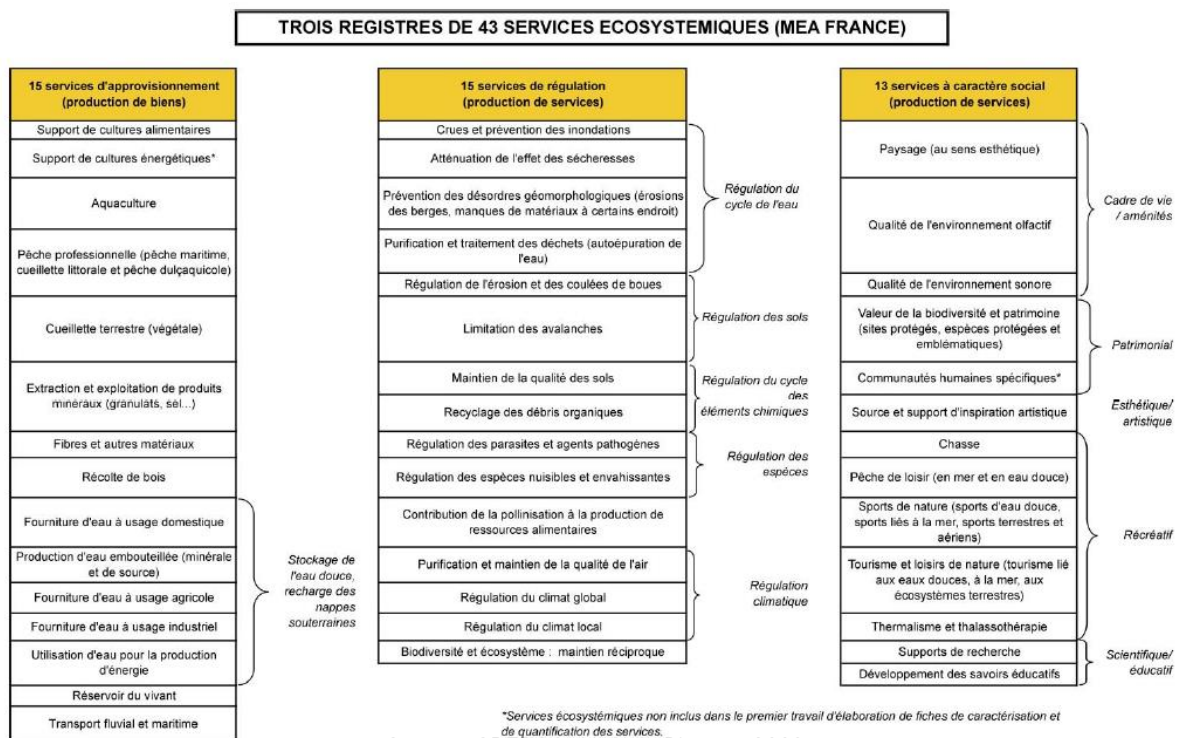 TROIS REGISTRES DE 43 SERVICES ECOSYSTEMIQUES (MEA FRANCE)
15 services d'approvisionnement
(production de biens)
Support de cultures alimentaires
Support de cultures énergétiques*
Aquaculture
Pêche professionnelle (pêche maritime,
cueillette littorale et pêche dulçaquicole)
Cueillette terrestre (végétale)
Extraction et exploitation de produits
minéraux (granulats, sel...)
Fibres et autres matériaux
Récolte de bois
Fourniture d'eau à usage domestique
Production d'eau embouteillée (minérale
et de source)
Fourniture d'eau à usage agricole
Fourniture d'eau à usage industriel
Utilisation d'eau pour la production
d'énergie
Réservoir du vivant
Transport fluvial et maritime
Stockage de
l'eau douce,
recharge des
nappes
souterraines
15 services de régulation
(production de services)
Crues et prévention des inondations
Atténuation de l'effet des sécheresses
Prévention des désordres géomorphologiques (érosions
des berges, manques de matériaux à certains endroit)
Purification et traitement des déchets (autoépuration de
l'eau)
Régulation de l'érosion et des coulées de boues
Limitation des avalanches
Maintien de la qualité des sols
Recyclage des débris organiques
Régulation des parasites et agents pathogènes
Régulation des espèces nuisibles et envahissantes
Contribution de la pollinisation à la production de
ressources alimentaires
Purification et maintien de la qualité de l'air
Régulation du climat global
Régulation du climat local
Biodiversité et écosystème : maintien réciproque
Régulation du
cycle de l'eau
Régulation des sols
Régulation du cycle
des
éléments chimiques
Régulation des
espèces
Régulation
climatique
13 services à caractère social
(production de services)
Paysage (au sens esthétique)
Qualité de l'environnement olfactif
Qualité de l'environnement sonore
Valeur de la biodiversité et patrimoine
(sites protégés, espèces protégées et
emblématiques)
Communautés humaines spécifiques*
Source et support d'inspiration artistique
Chasse
Pêche de loisir (en mer et en eau douce)
Sports de nature (sports d'eau douce,
sports liés à la mer, sports terrestres et
aériens)
Tourisme et loisirs de nature (tourisme lié
aux eaux douces, à la mer, aux
écosystèmes terrestres)
Thermalisme et thalassothérapie
Supports de recherche
Développement des savoirs éducatifs
Cadre de vie
/ aménités
Patrimonial
Esthétique/
artistique
Récréatif
Scientifique/
éducatif
*Services écosystémiques non inclus dans le premier travail d'élaboration de fiches de caractérisation et
de quantification des services.